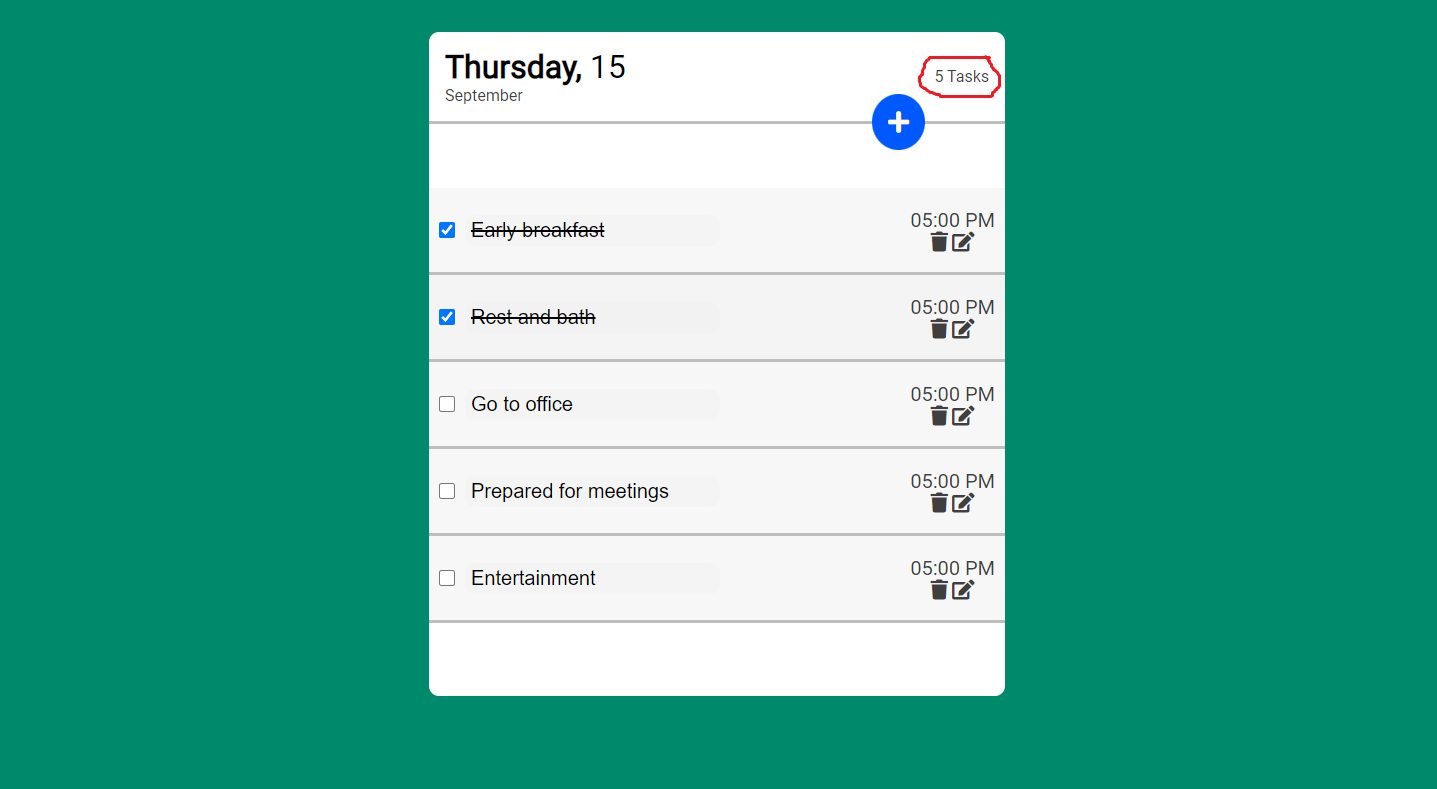 Thursday, 15
September
5 Tasks
Early breakfast
05:00 PM
Rest and bath
05:00 PM
Go to office
05:00 PM
Prepared for meetings
05:00 PM
Entertainment
05:00 PM